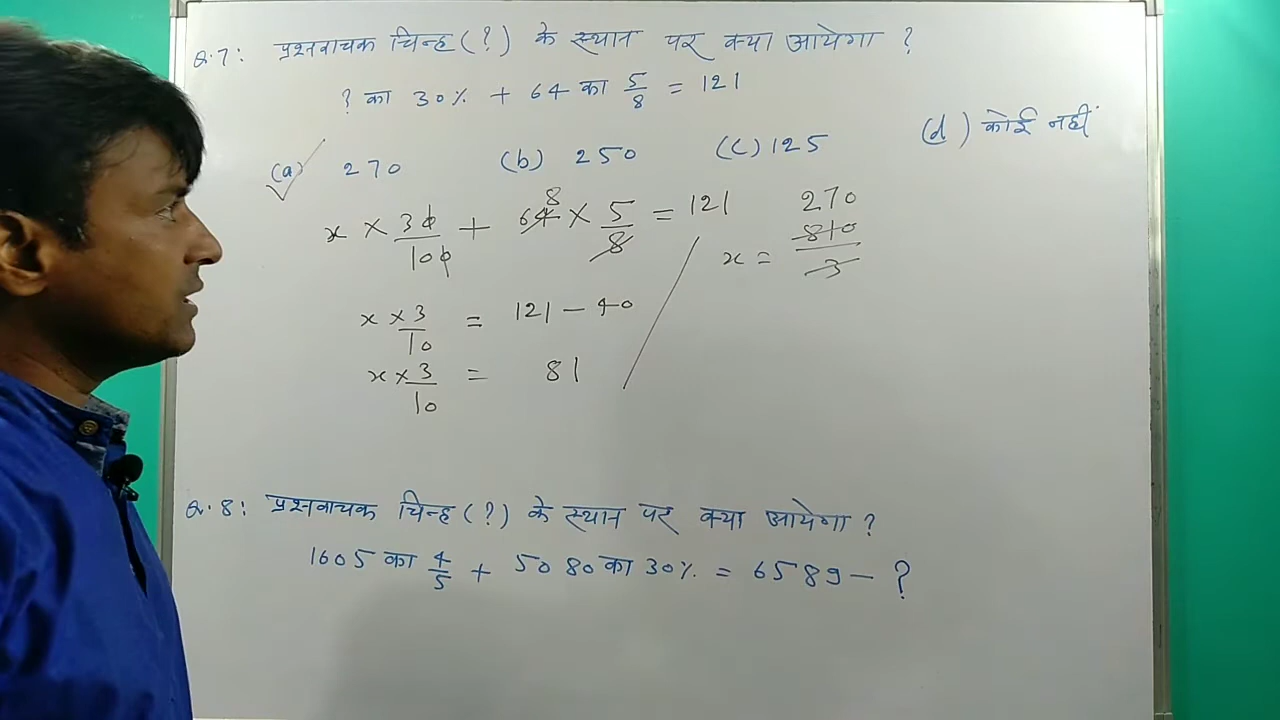 Q.7: प्रश्नवाचक चिन्ह (?) के स्थान पर क्या आयेगा ?
? का 30% + 64 का 5/8 = 121
(a) 270 (b) 250 (c) 125 (d) कोई नहीं
x × 30/100 + 64 8 × 5/8 = 121
x × 3/10 = 121 - 40
x × 3/10 = 81
270
x = 810/3
Q.8: प्रश्नवाचक चिन्ह (?) के स्थान पर क्या आयेगा ?
1605 का 4/5 + 5080 का 30% = 6589 - ?